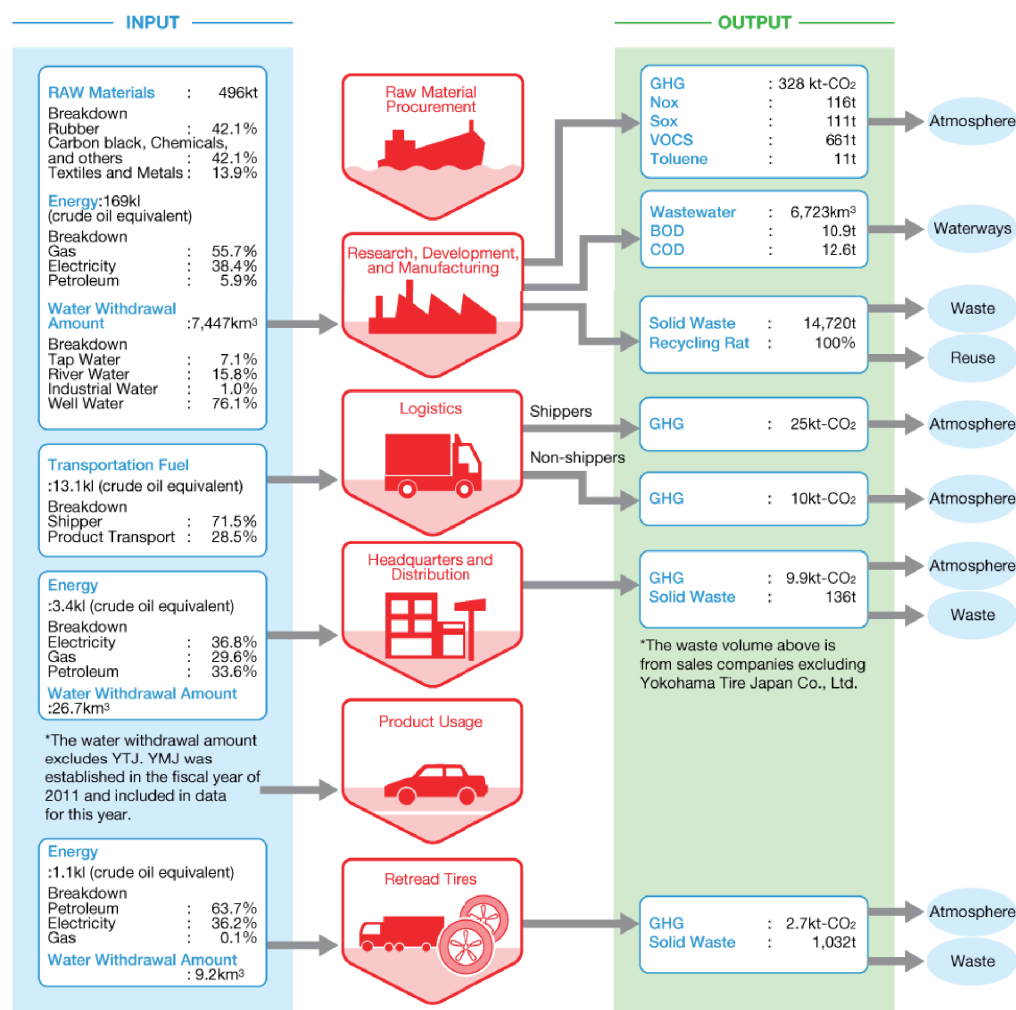 INPUT
RAW Materials : 496kt
Breakdown
Rubber : 42.1%
Carbon black, Chemicals,
and others : 42.1%
Textiles and Metals : 13.9%
Energy:169kl
(crude oil equivalent)
Breakdown
Gas : 55.7%
Electricity : 38.4%
Petroleum : 5.9%
Water Withdrawal
Amount :7,447km³
Breakdown
Tap Water : 7.1%
River Water : 15.8%
Industrial Water : 1.0%
Well Water : 76.1%
Transportation Fuel
:13.1kl (crude oil equivalent)
Breakdown
Shipper : 71.5%
Product Transport : 28.5%
Energy
:3.4kl (crude oil equivalent)
Breakdown
Electricity : 36.8%
Gas : 29.6%
Petroleum : 33.6%
Water Withdrawal Amount
:26.7km³
*The water withdrawal amount
excludes YTJ. YMJ was
established in the fiscal year of
2011 and included in data
for this year.
Energy
:1.1kl (crude oil equivalent)
Breakdown
Petroleum : 63.7%
Electricity : 36.2%
Gas : 0.1%
Water Withdrawal Amount
: 9.2km³
Raw Material
Procurement
Research, Development,
and Manufacturing
Logistics
Shippers
Non-shippers
Headquarters and
Distribution
Product Usage
Retread Tires
OUTPUT
GHG : 328 kt-CO₂
Nox : 116t
Sox : 111t
VOCS : 661t
Toluene : 11t
Atmosphere
Wastewater : 6,723km³
BOD : 10.9t
COD : 12.6t
Waterways
Solid Waste : 14,720t
Recycling Rat : 100%
Waste
Reuse
GHG : 25kt-CO₂
Atmosphere
GHG : 10kt-CO₂
Atmosphere
GHG : 9.9kt-CO₂
Solid Waste : 136t
Atmosphere
Waste
*The waste volume above is
from sales companies excluding
Yokohama Tire Japan Co., Ltd.
GHG : 2.7kt-CO₂
Solid Waste : 1,032t
Atmosphere
Waste